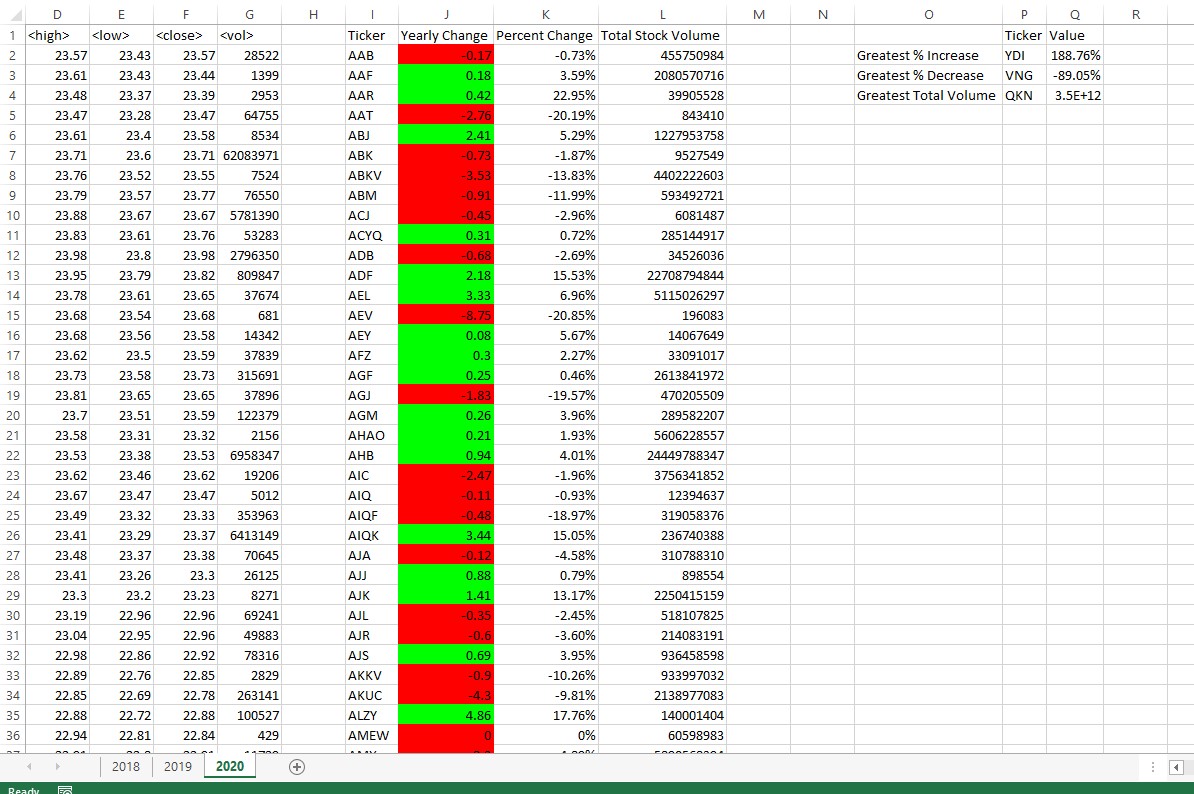 D E F G H I J K L M N O P Q R
1 <high> <low> <close> <vol> Ticker Yearly Change Percent Change Total Stock Volume Ticker Value
2 23.57 23.43 23.57 28522 AAB -0.17 -0.73% 455750984 Greatest % Increase YDI 188.76%
3 23.61 23.43 23.44 1399 AAF 0.18 3.59% 2080570716 Greatest % Decrease VNG -89.05%
4 23.48 23.37 23.39 2953 AAR 0.42 22.95% 39905528 Greatest Total Volume QKN 3.5E+12
5 23.47 23.28 23.47 64755 AAT -2.76 -20.19% 843410
6 23.61 23.4 23.58 8534 ABJ 2.41 5.29% 1227953758
7 23.71 23.6 23.71 62083971 ABK -0.73 -1.87% 9527549
8 23.76 23.52 23.55 7524 ABKV -3.53 -13.83% 4402222603
9 23.79 23.57 23.77 76550 ABM -0.91 -11.99% 593492721
10 23.88 23.67 23.67 5781390 ACJ -0.45 -2.96% 6081487
11 23.83 23.61 23.76 53283 ACYQ 0.31 0.72% 285144917
12 23.98 23.8 23.98 2796350 ADB -0.68 -2.69% 34526036
13 23.95 23.79 23.82 809847 ADF 2.18 15.53% 22708794844
14 23.78 23.61 23.65 37674 AEL 3.33 6.96% 5115026297
15 23.68 23.54 23.68 681 AEV -8.75 -20.85% 196083
16 23.68 23.56 23.58 14342 AEY 0.08 5.67% 14067649
17 23.62 23.5 23.59 37839 AFZ 0.3 2.27% 33091017
18 23.73 23.58 23.73 315691 AGF 0.25 0.46% 2613841972
19 23.81 23.65 23.65 37896 AGJ -1.83 -19.57% 470205509
20 23.7 23.51 23.59 122379 AGM 0.26 3.96% 289582207
21 23.58 23.31 23.32 2156 AHAO 0.21 1.93% 5606228557
22 23.53 23.38 23.53 6958347 AHB 0.94 4.01% 24449788347
23 23.62 23.46 23.62 19206 AIC -2.47 -1.96% 3756341852
24 23.67 23.47 23.47 5012 AIQ -0.11 -0.93% 12394637
25 23.49 23.32 23.33 353963 AIQF -0.48 -18.97% 319058376
26 23.41 23.29 23.37 6413149 AIQK 3.44 15.05% 236740388
27 23.48 23.37 23.38 70645 AJA -0.12 -4.58% 310788310
28 23.41 23.26 23.3 26125 AJJ 0.88 0.79% 898554
29 23.3 23.2 23.23 8271 AJK 1.41 13.17% 2250415159
30 23.19 22.96 22.96 69241 AJL -0.35 -2.45% 518107825
31 23.04 22.95 22.96 49883 AJR -0.6 -3.60% 214083191
32 22.98 22.86 22.92 78316 AJS 0.69 3.95% 936458598
33 22.89 22.76 22.85 2829 AKKV -0.9 -10.26% 933997032
34 22.85 22.69 22.78 263141 AKUC -4.3 -9.81% 2138977083
35 22.88 22.72 22.88 100527 ALZY 4.86 17.76% 140001404
36 22.94 22.81 22.84 429 AMEW 0 0% 60598983
2018 2019 2020
Ready